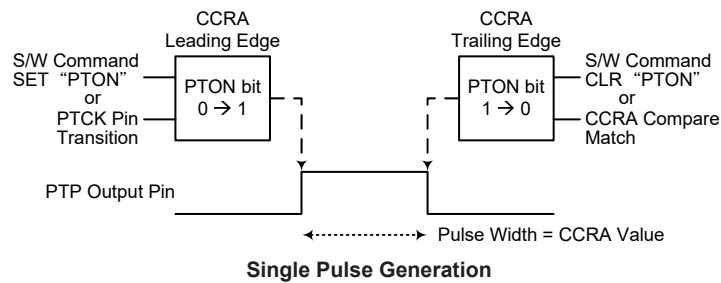 CCRA
Leading Edge
S/W Command
SET “PTON”
or
PTCK Pin
Transition
PTON bit
0 → 1
CCRA
Trailing Edge
PTON bit
1 → 0
S/W Command
CLR “PTON”
or
CCRA Compare
Match
PTP Output Pin
Pulse Width = CCRA Value
Single Pulse Generation